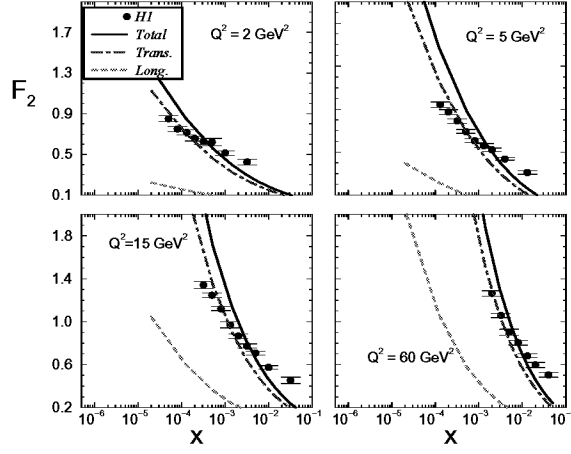 H1
Total
Trans.
Long.
Q² = 2 GeV²
Q² = 5 GeV²
F₂
1.7
1.3
0.9
0.5
0.1
Q²=15 GeV²
Q² = 60 GeV²
1.8
1.4
1.0
0.6
0.2
10⁻⁶ 10⁻⁵ 10⁻⁴ 10⁻³ 10⁻² 10⁻¹ 10⁻⁶ 10⁻⁵ 10⁻⁴ 10⁻³ 10⁻² 10⁻¹
X X